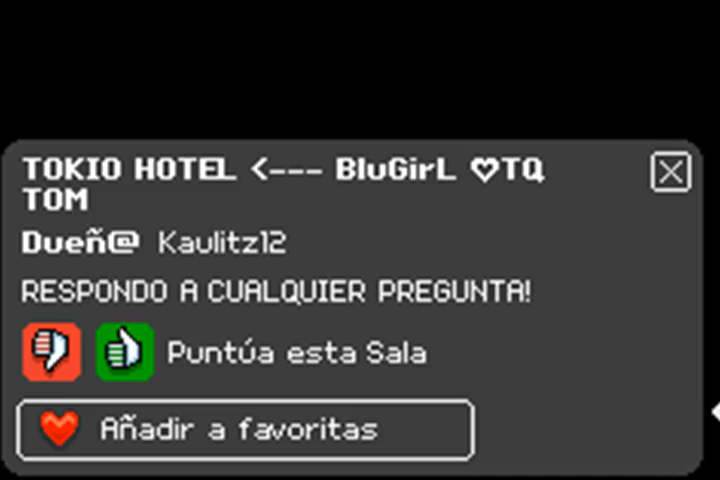 TOKIO HOTEL <--- BluGirL ♡TQ
TOM
Dueñ@ Kaulitz12
RESPONDO A CUALQUIER PREGUNTA!
Puntúa esta Sala
Añadir a favoritas